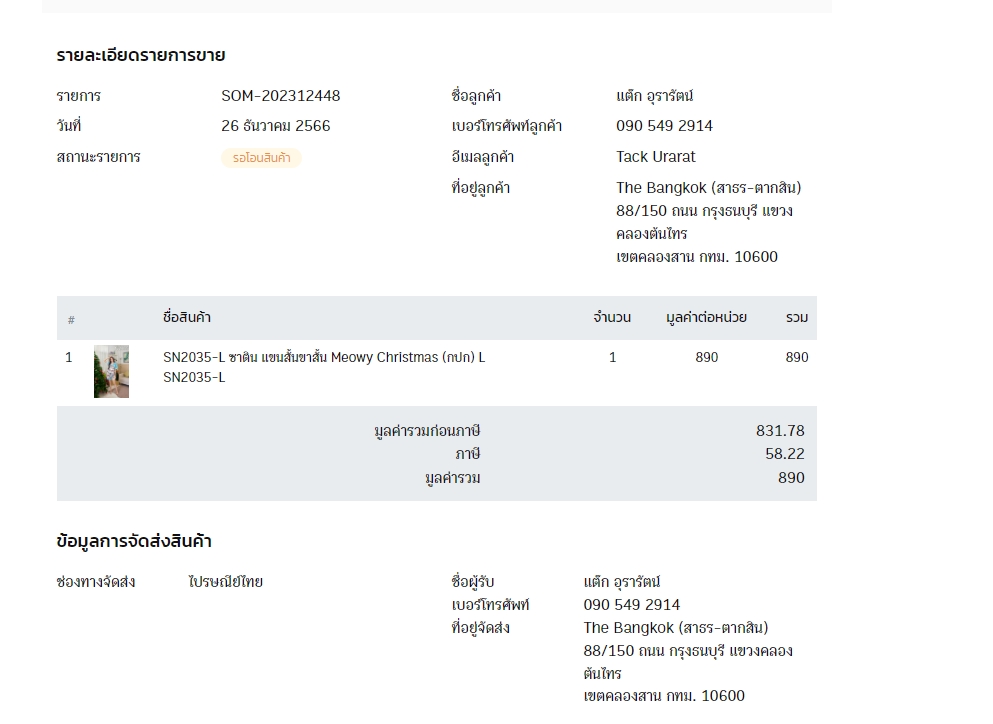 รายละเอียดรายการขาย
รายการ SOM-202312448
วันที่ 26 ธันวาคม 2566
สถานะรายการ รอโอนสินค้า
ชื่อลูกค้า แต๊ก อุรารัตน์
เบอร์โทรศัพท์ลูกค้า 090 549 2914
อีเมลลูกค้า Tack Urarat
ที่อยู่ลูกค้า The Bangkok (สาธร-ตากสิน)
88/150 ถนน กรุงธนบุรี แขวง
คลองต้นไทร
เขตคลองสาน กทม. 10600
# ชื่อสินค้า จำนวน มูลค่าต่อหน่วย รวม
1 SN2035-L ซาติน แขนสั้นขาสั้น Meowy Christmas (กปก) L 1 890 890
SN2035-L
มูลค่ารวมก่อนภาษี 831.78
ภาษี 58.22
มูลค่ารวม 890
ข้อมูลการจัดส่งสินค้า
ช่องทางจัดส่ง ไปรษณีย์ไทย
ชื่อผู้รับ แต๊ก อุรารัตน์
เบอร์โทรศัพท์ 090 549 2914
ที่อยู่จัดส่ง The Bangkok (สาธร-ตากสิน)
88/150 ถนน กรุงธนบุรี แขวงคลอง
ต้นไทร
เขตคลองสาน กทม. 10600